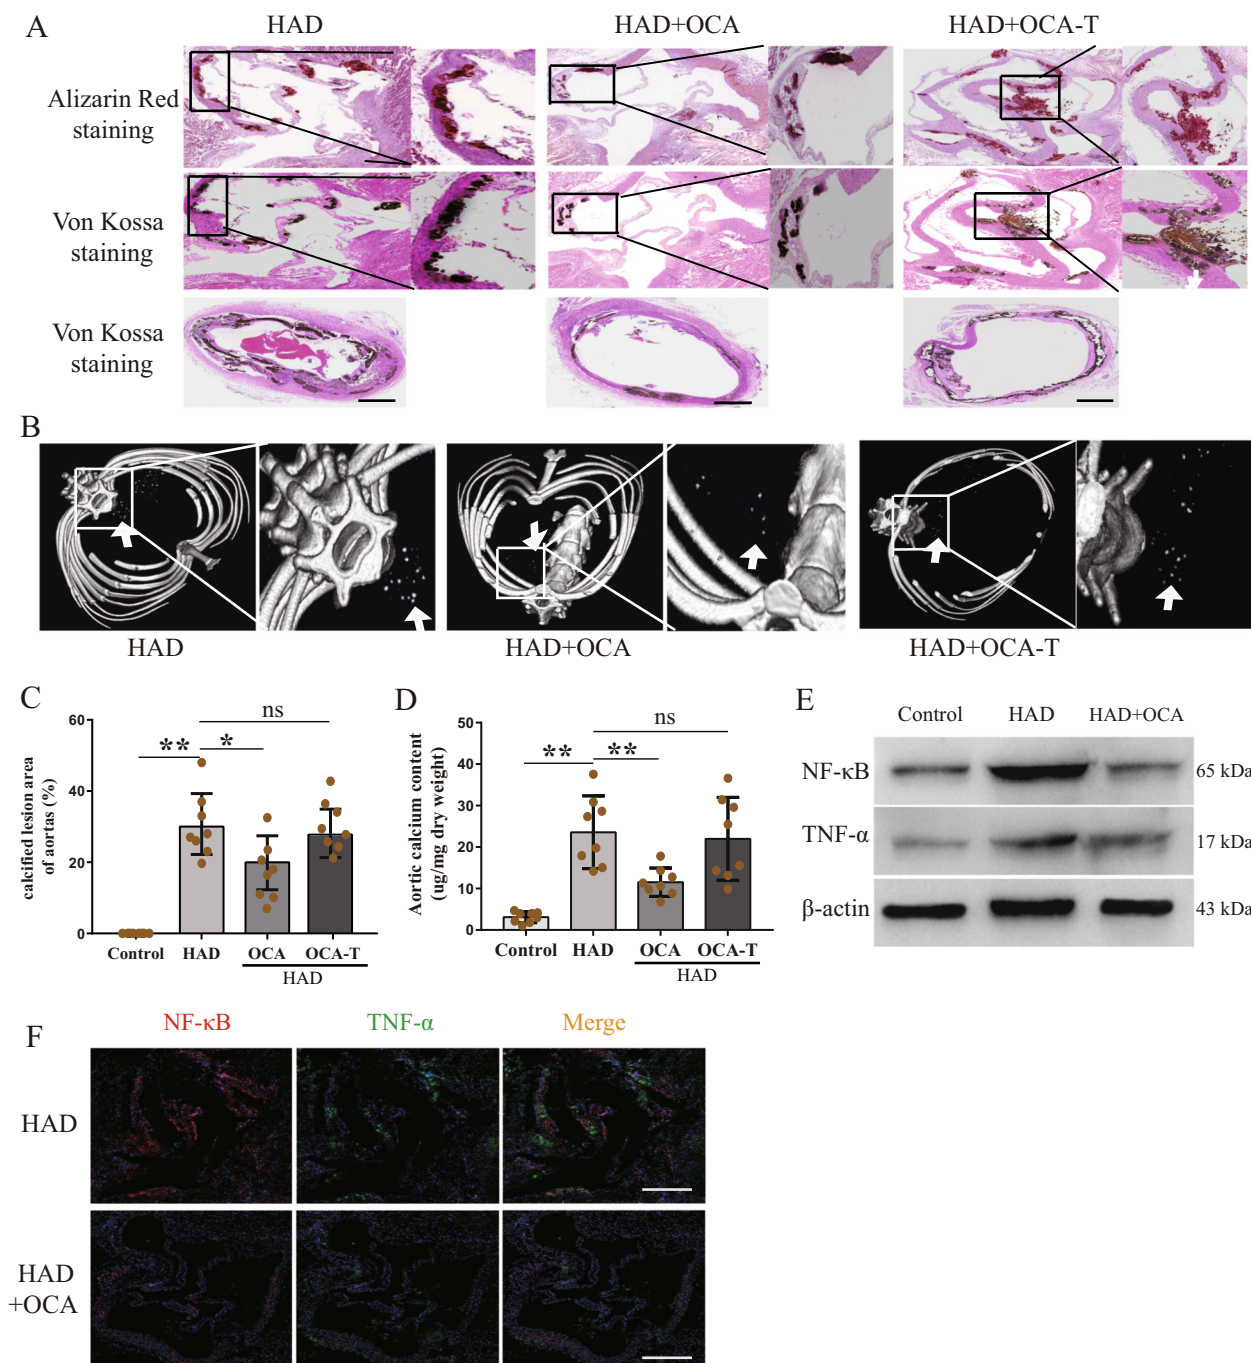 A
HAD
HAD+OCA
HAD+OCA-T
Alizarin Red
staining
Von Kossa
staining
Von Kossa
staining
B
HAD
HAD+OCA
HAD+OCA-T
C
calcified lesion area
of aortas (%)
60
40
20
0
**
*
ns
Control
HAD
OCA
OCA-T
HAD
D
Aortic calcium content
(ug/mg dry weight)
50
40
30
20
10
0
**
**
ns
Control
HAD
OCA
OCA-T
HAD
E
Control
HAD
HAD+OCA
NF-κB
65 kDa
TNF-α
17 kDa
β-actin
43 kDa
F
NF-κB
TNF-α
Merge
HAD
HAD
+OCA